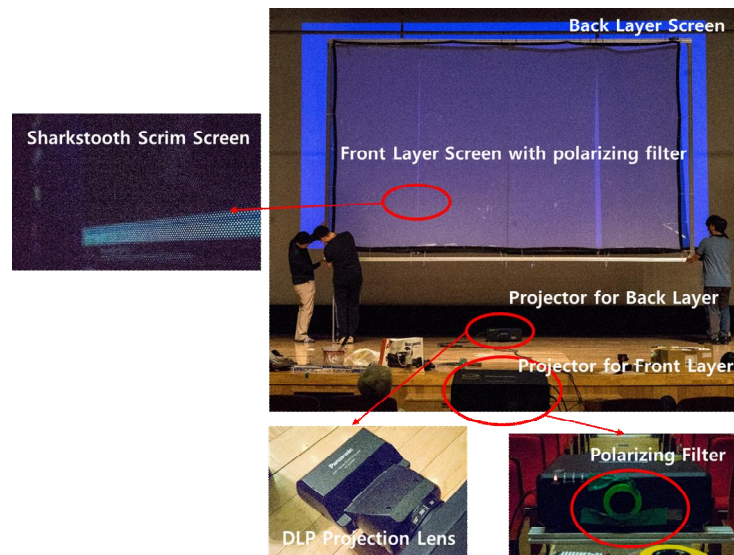 Back Layer Screen
Sharkstooth Scrim Screen
Front Layer Screen with polarizing filter
Projector for Back Layer
Projector for Front Layer
Panasonic
Polarizing Filter
DLP Projection Lens